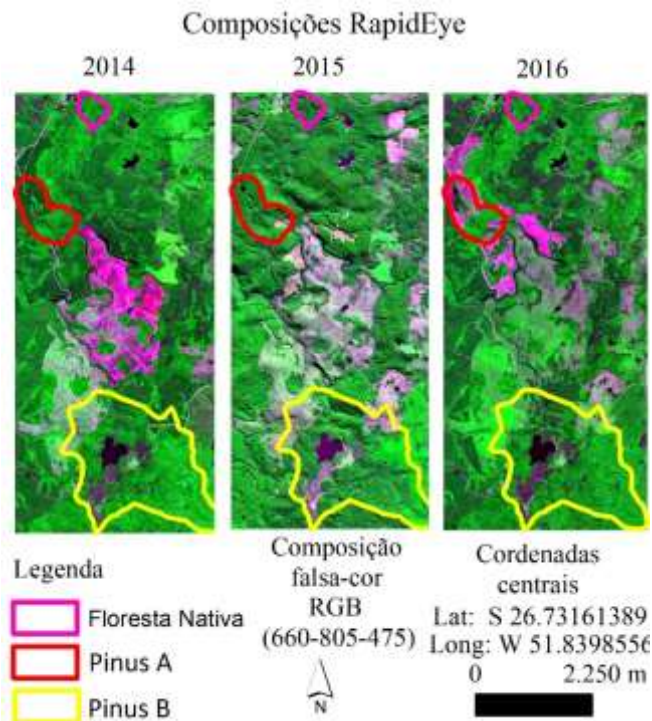 Composições RapidEye
2014
2015
2016
Legenda
Floresta Nativa
Pinus A
Pinus B
Composição
falsa-cor
RGB
(660-805-475)
N
Cordenadas
centrais
Lat: S 26.73161389
Long: W 51.8398556
0 2.250 m